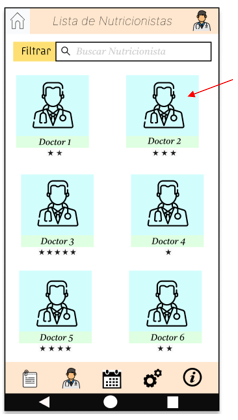 Lista de Nutricionistas
Filtrar Buscar Nutricionista
Doctor 1 Doctor 2
★★ ★★★
Doctor 3 Doctor 4
★★★★★ ★
Doctor 5 Doctor 6
★★★★ ★★